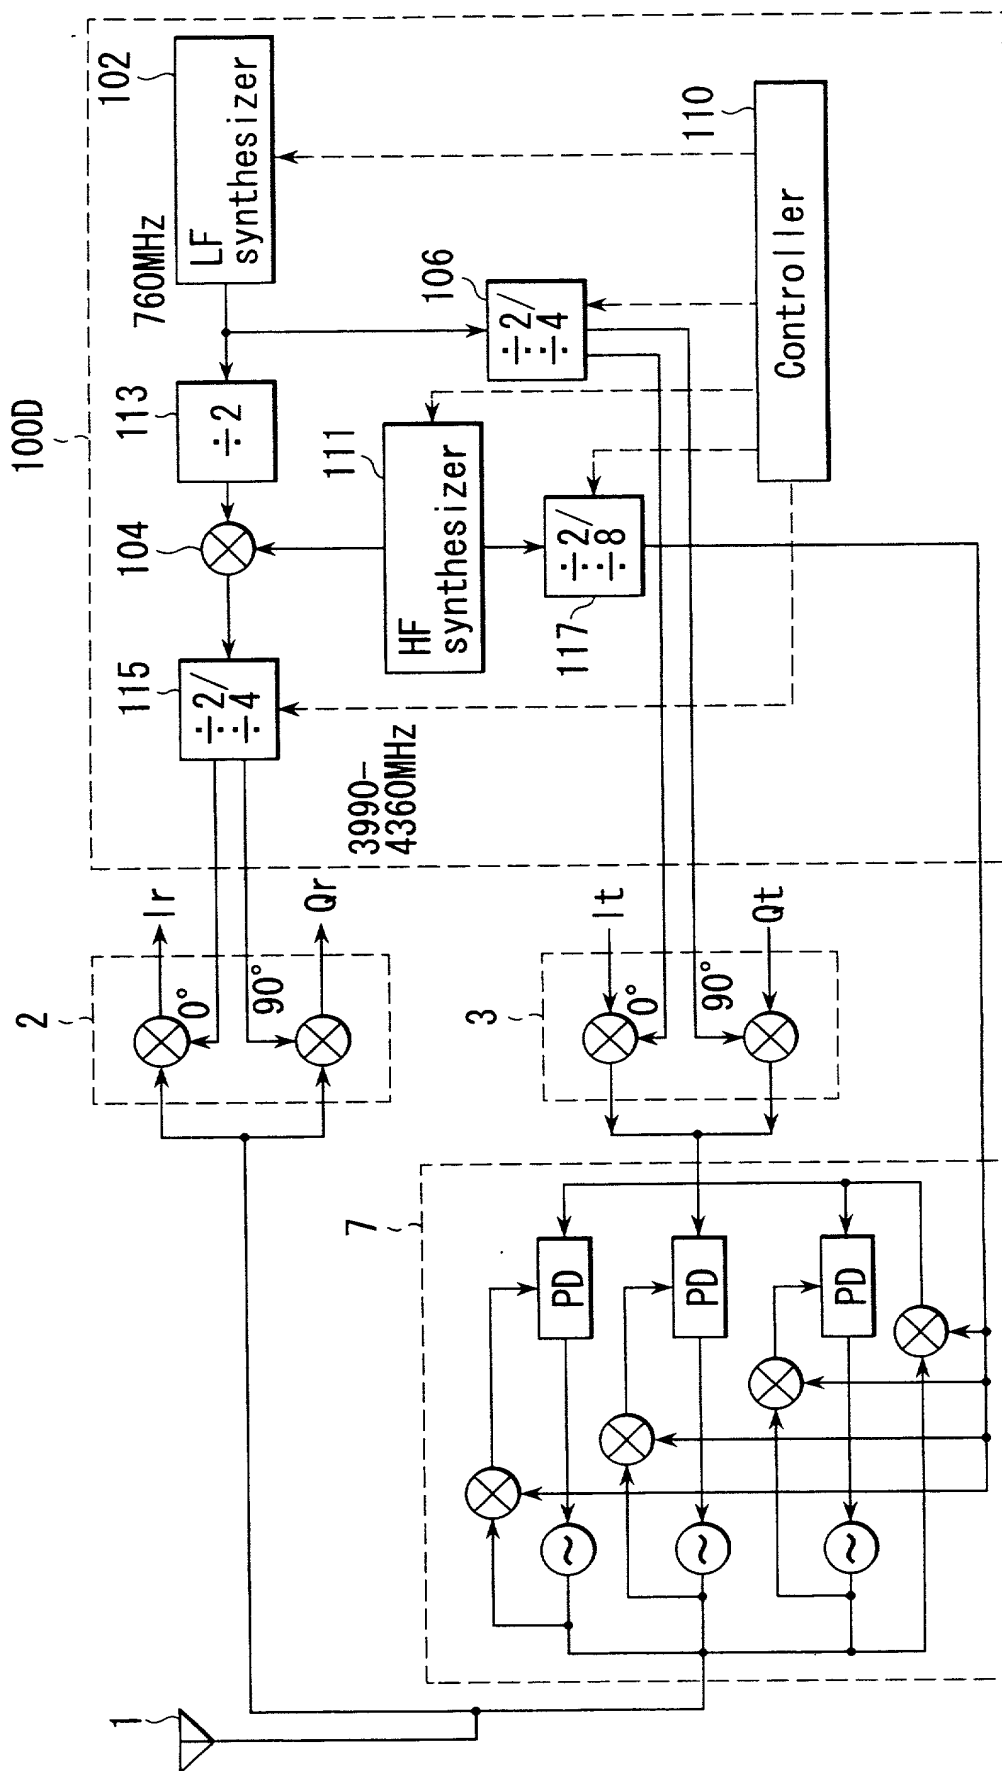 100D
102
LF
synthesizer
760MHz
113
÷2
104
115
÷2/
÷4
106
÷2/
÷4
111
HF
synthesizer
3990-
4360MHz
117
÷2/
÷8
110
Controller
2
Ir
0°
90°
Qr
3
It
0°
90°
Qt
7
PD
PD
PD
1